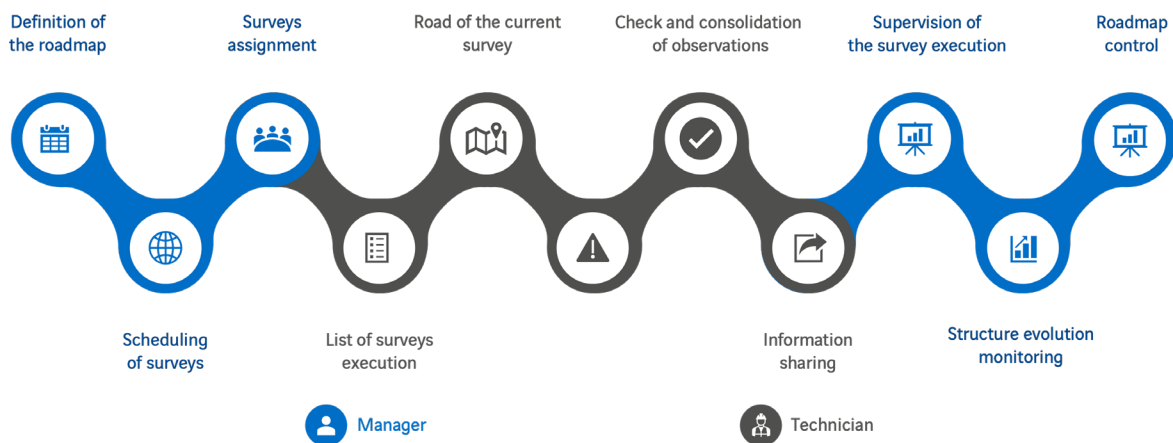 Definition of
the roadmap
Surveys
assignment
Road of the current
survey
Check and consolidation
of observations
Supervision of
the survey execution
Roadmap
control
Scheduling
of surveys
List of surveys
execution
Information
sharing
Structure evolution
monitoring
Manager
Technician